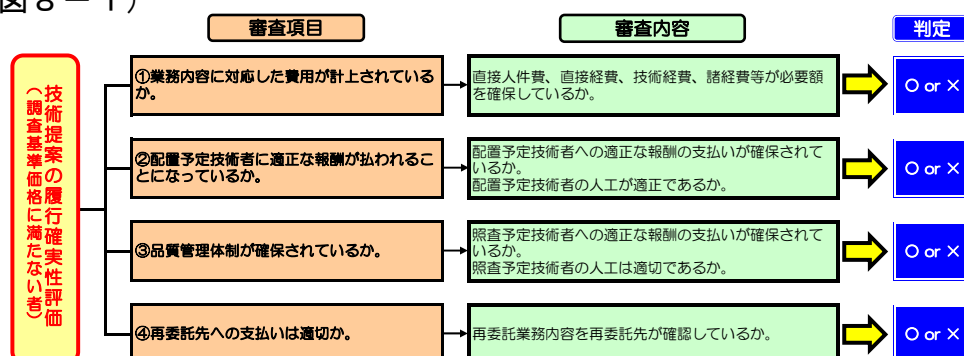 図８－１）
審査項目
審査内容
判定
技術提案の履行確実性評価
（調査基準価格に満たない者）
①業務内容に対応した費用が計上されている
か。
直接人件費、直接経費、技術経費、諸経費等が必要額
を確保しているか。
○ or ×
②配置予定技術者に適正な報酬が払われるこ
とになっているか。
配置予定技術者への適正な報酬の支払いが確保されて
いるか。
配置予定技術者の人工が適正であるか。
○ or ×
③品質管理体制が確保されているか。
照査予定技術者への適正な報酬の支払いが確保されて
いるか。
照査予定技術者の人工は適切であるか。
○ or ×
④再委託先への支払いは適切か。
再委託業務内容を再委託先が確認しているか。
○ or ×